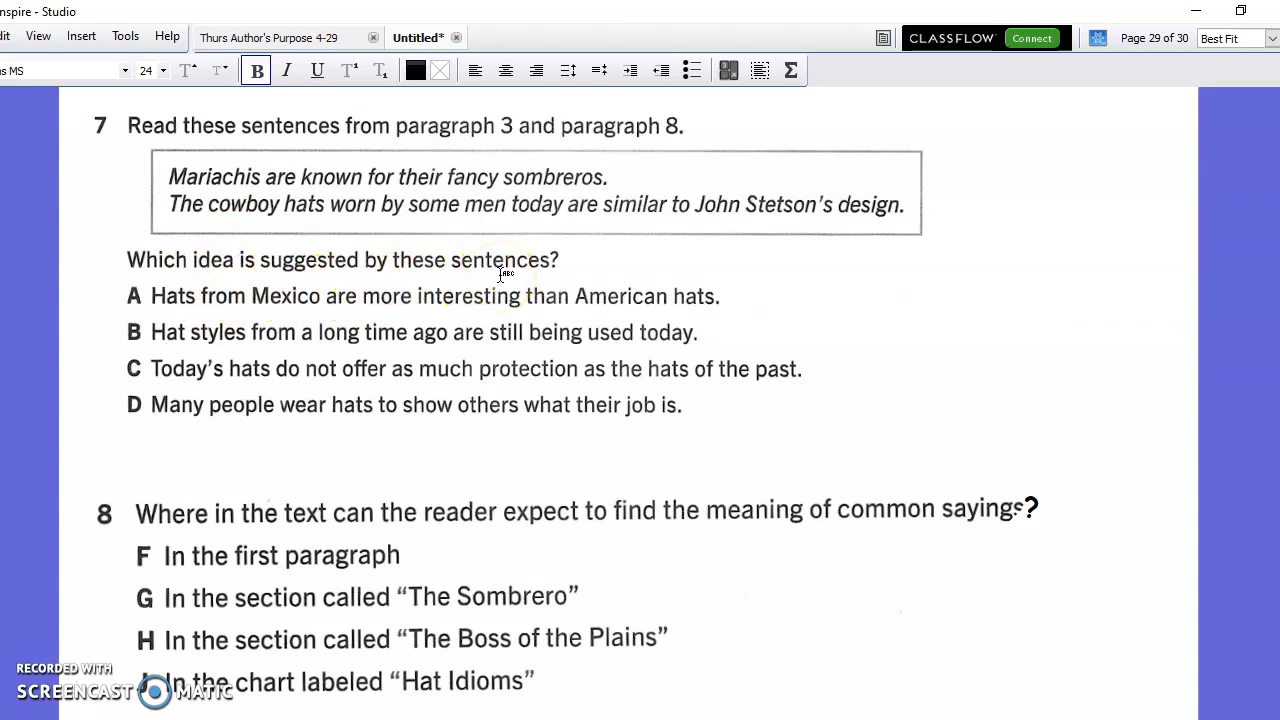 nspire - Studio
dit View Insert Tools Help Thurs Author's Purpose 4-29 Untitled* CLASSFLOW Connect Page 29 of 30 Best Fit
ns MS 24 B I U
7 Read these sentences from paragraph 3 and paragraph 8.
Mariachis are known for their fancy sombreros.
The cowboy hats worn by some men today are similar to John Stetson's design.
Which idea is suggested by these sentences?
ABC
A Hats from Mexico are more interesting than American hats.
B Hat styles from a long time ago are still being used today.
C Today's hats do not offer as much protection as the hats of the past.
D Many people wear hats to show others what their job is.
8 Where in the text can the reader expect to find the meaning of common sayings?
F In the first paragraph
G In the section called “The Sombrero”
H In the section called “The Boss of the Plains”
J In the chart labeled “Hat Idioms”
RECORDED WITH
SCREENCAST MATIC